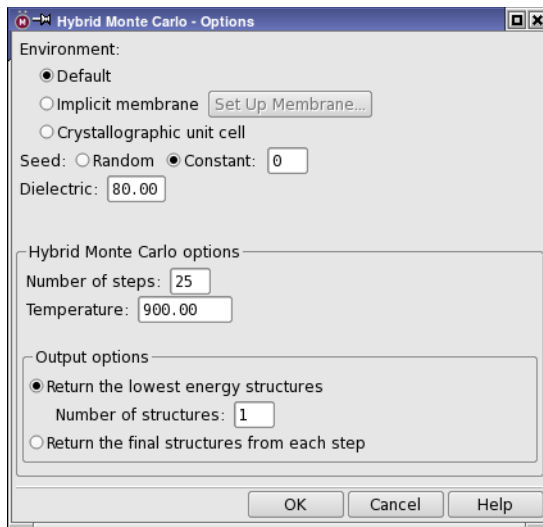 Hybrid Monte Carlo - Options
Environment:
Default
Implicit membrane Set Up Membrane...
Crystallographic unit cell
Seed: Random Constant: 0
Dielectric: 80.00
Hybrid Monte Carlo options
Number of steps: 25
Temperature: 900.00
Output options
Return the lowest energy structures
Number of structures: 1
Return the final structures from each step
OK Cancel Help